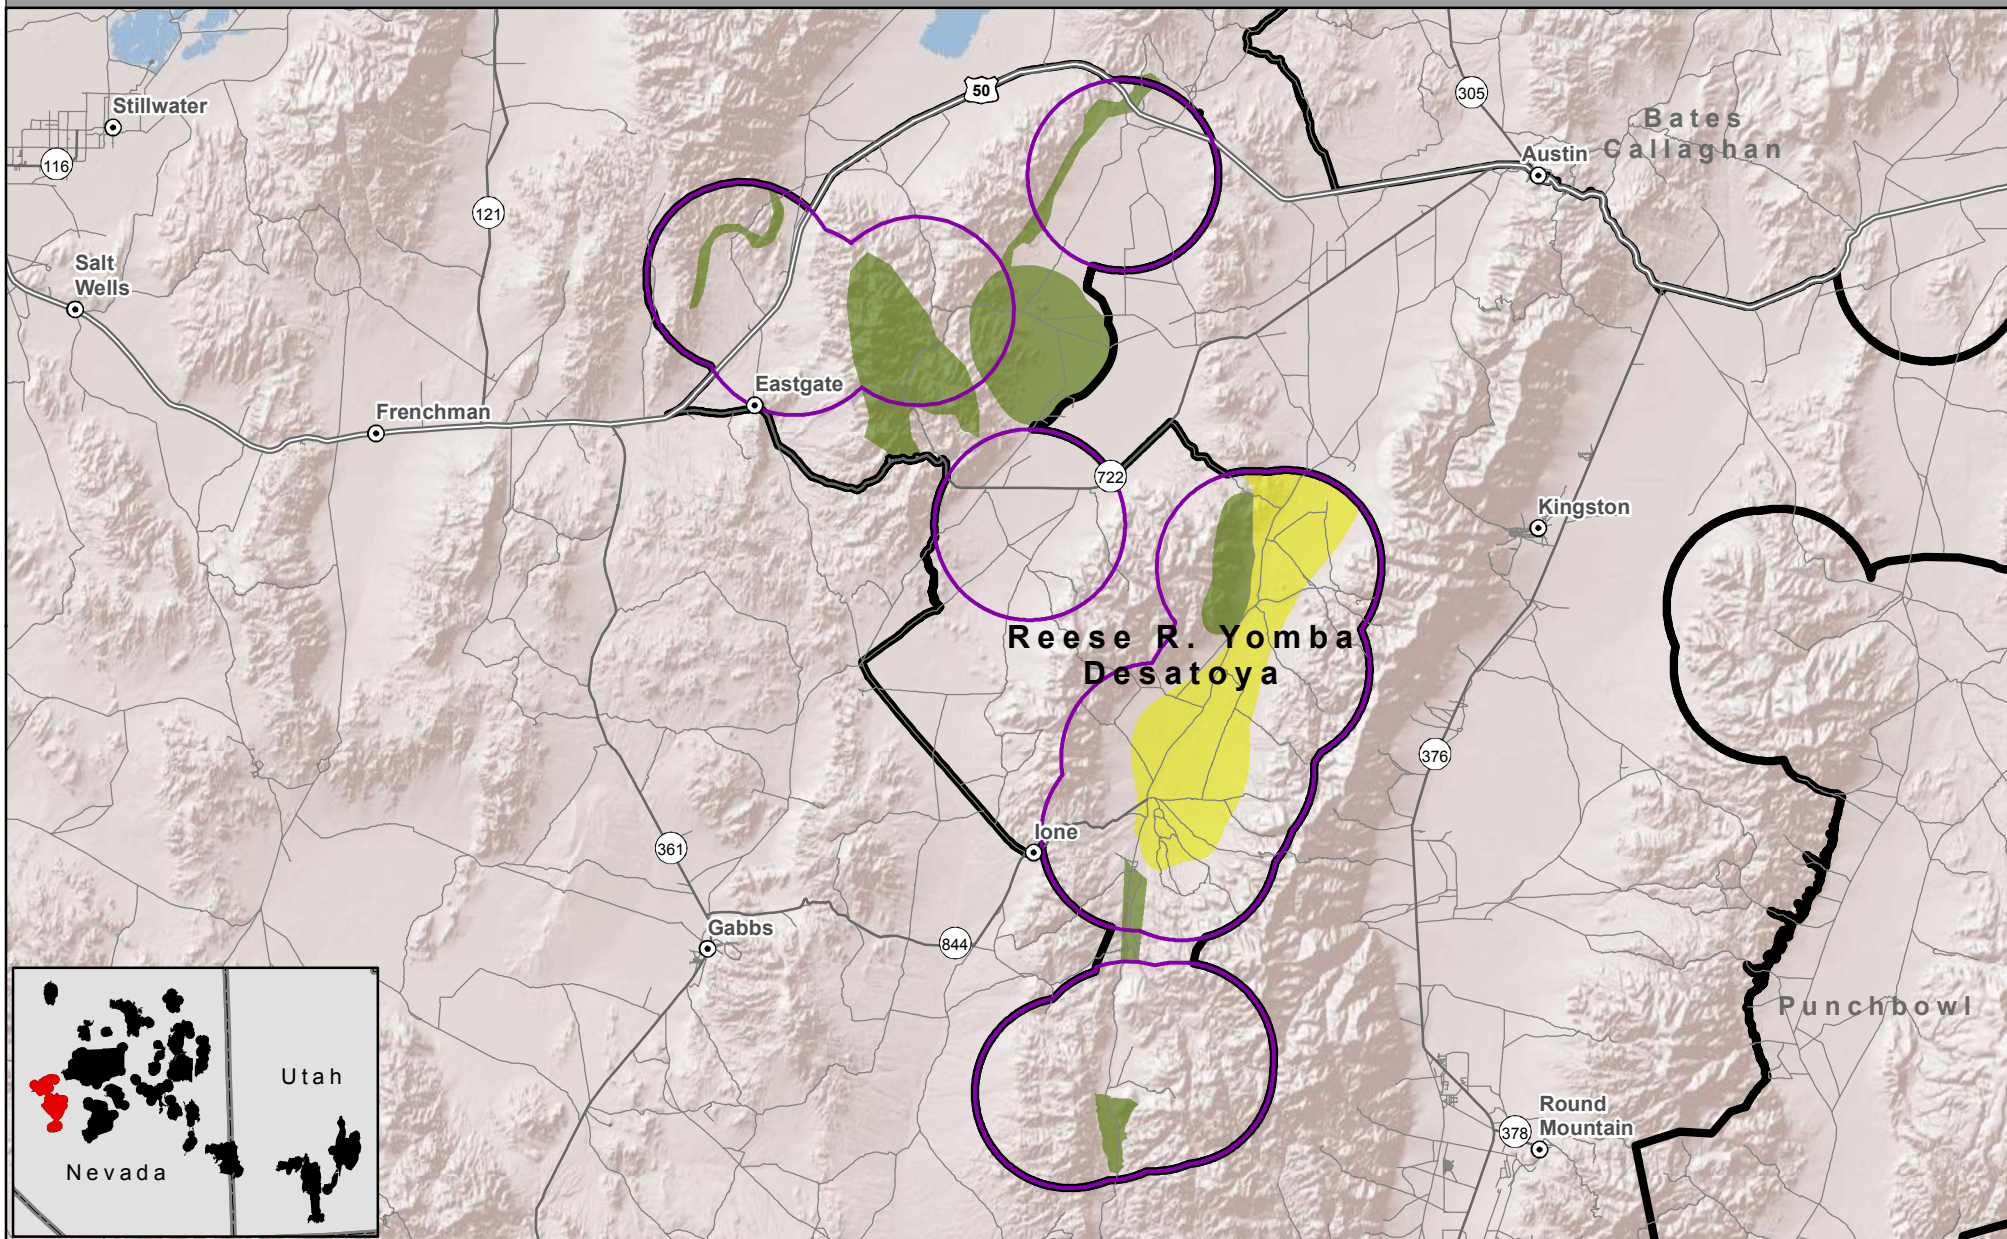 50
305
Bates
Callaghan
Stillwater
116
Austin
121
Salt
Wells
Eastgate
Frenchman
722
Kingston
Reese R. Yomba
Desatoya
376
Ione
361
Gabbs
844
Punchbowl
Utah
Nevada
Round
Mountain
378